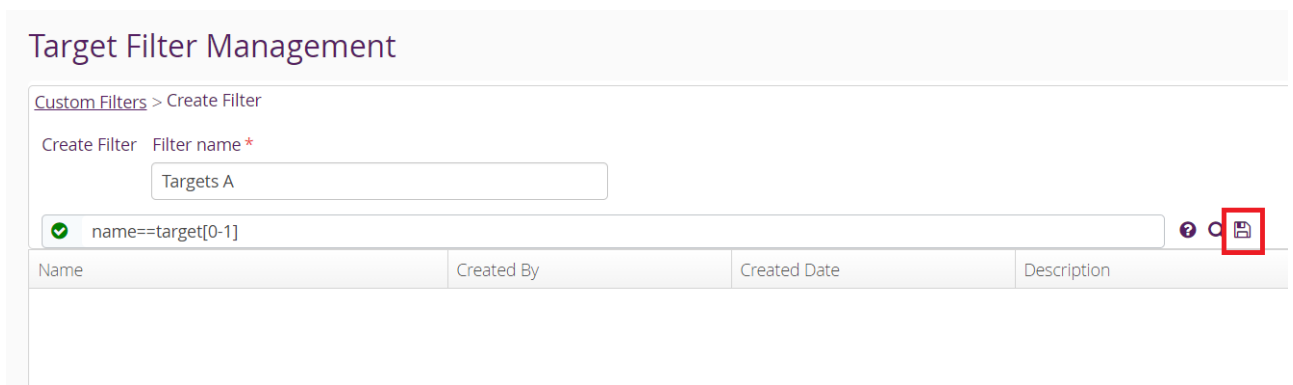 Target Filter Management
Custom Filters > Create Filter
Create Filter Filter name *
Targets A
name==target[0-1]
Name Created By Created Date Description